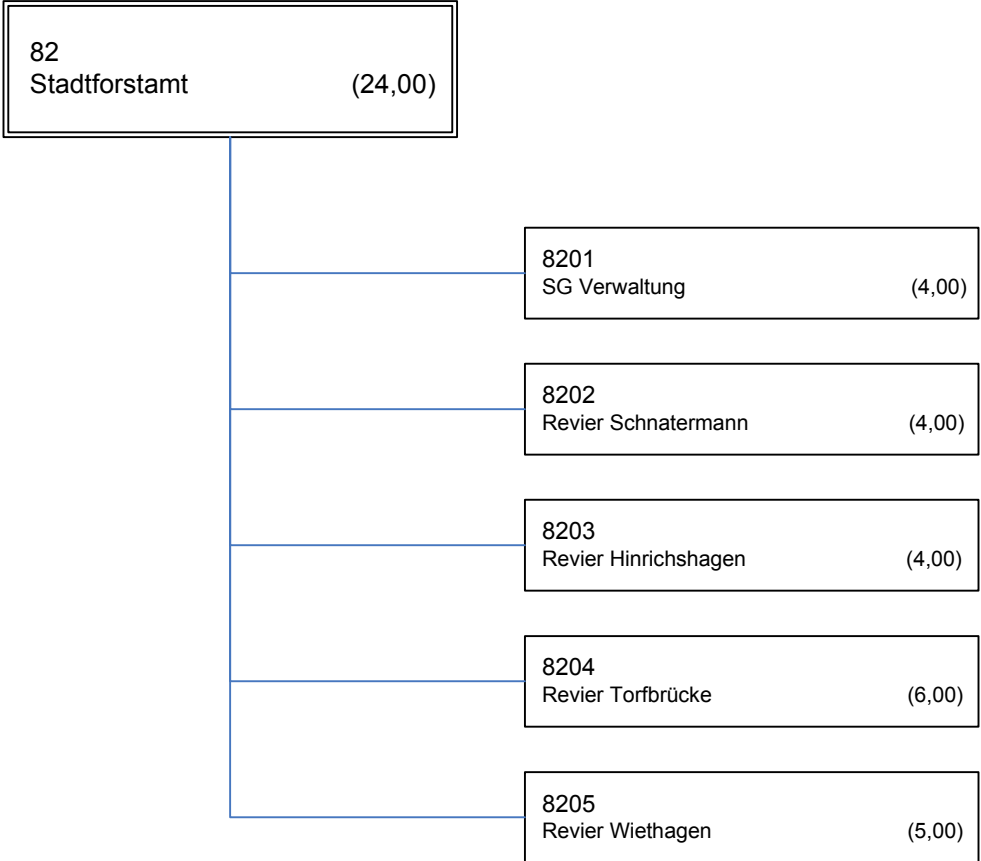 82
Stadtforstamt (24,00)
8201
SG Verwaltung (4,00)
8202
Revier Schnatermann (4,00)
8203
Revier Hinrichshagen (4,00)
8204
Revier Torfbrücke (6,00)
8205
Revier Wiethagen (5,00)